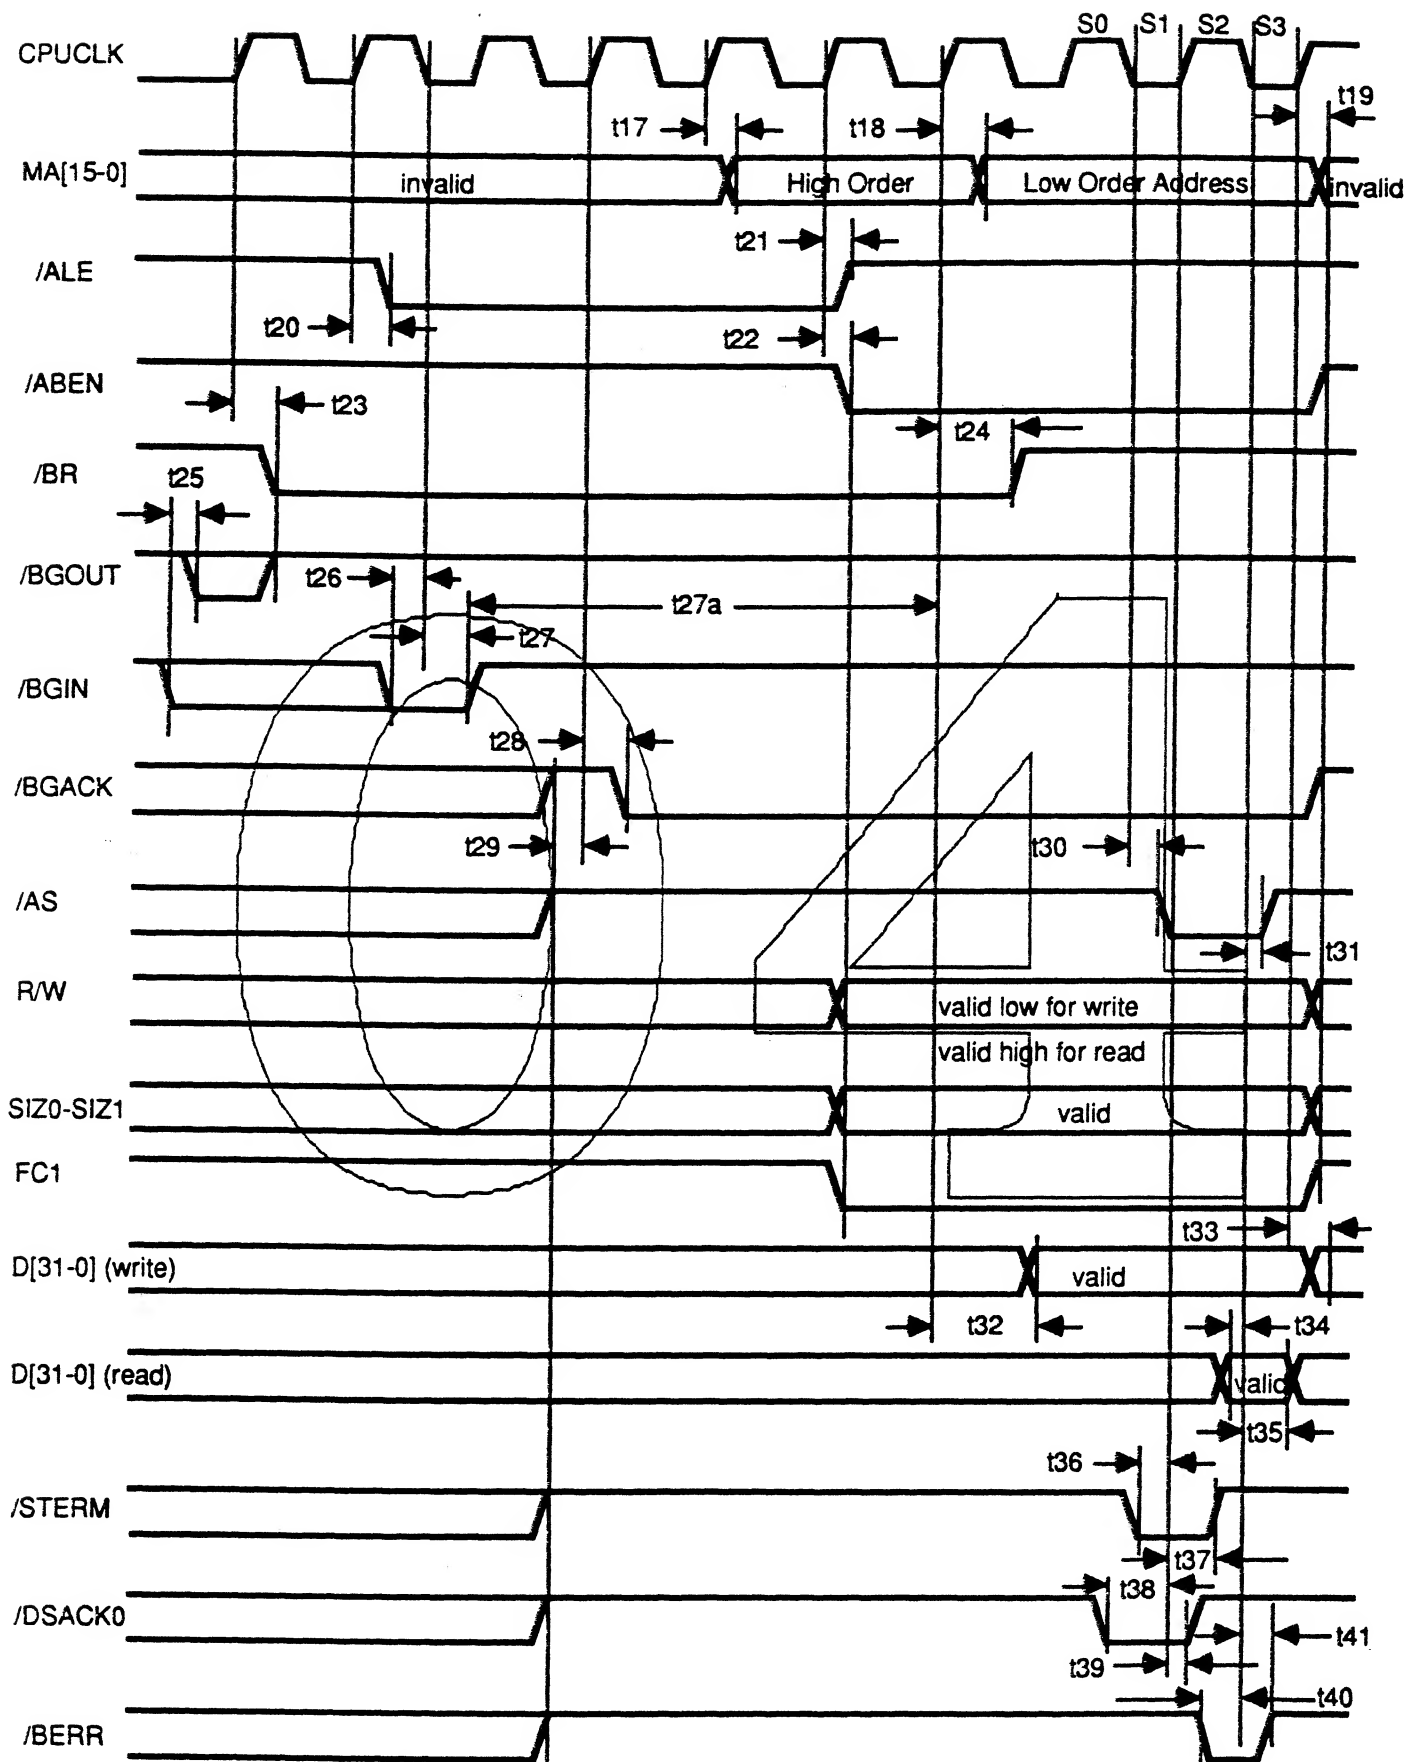 S0 S1 S2 S3
CPUCLK
t19
t17 t18
MA[15-0] invalid High Order Low Order Address invalid
t21
/ALE
t20 t22
/ABEN
t23
t24
/BR
t25
/BGOUT t26 t27a
t27
/BGIN
t28
/BGACK
t29 t30
/AS
t31
R/W valid low for write
valid high for read
SIZ0-SIZ1 valid
FC1
t33
D[31-0] (write) valid
t32 t34
D[31-0] (read) valid
t35
t36
/STERM
t37
t38
/DSACK0
t41
t39
t40
/BERR